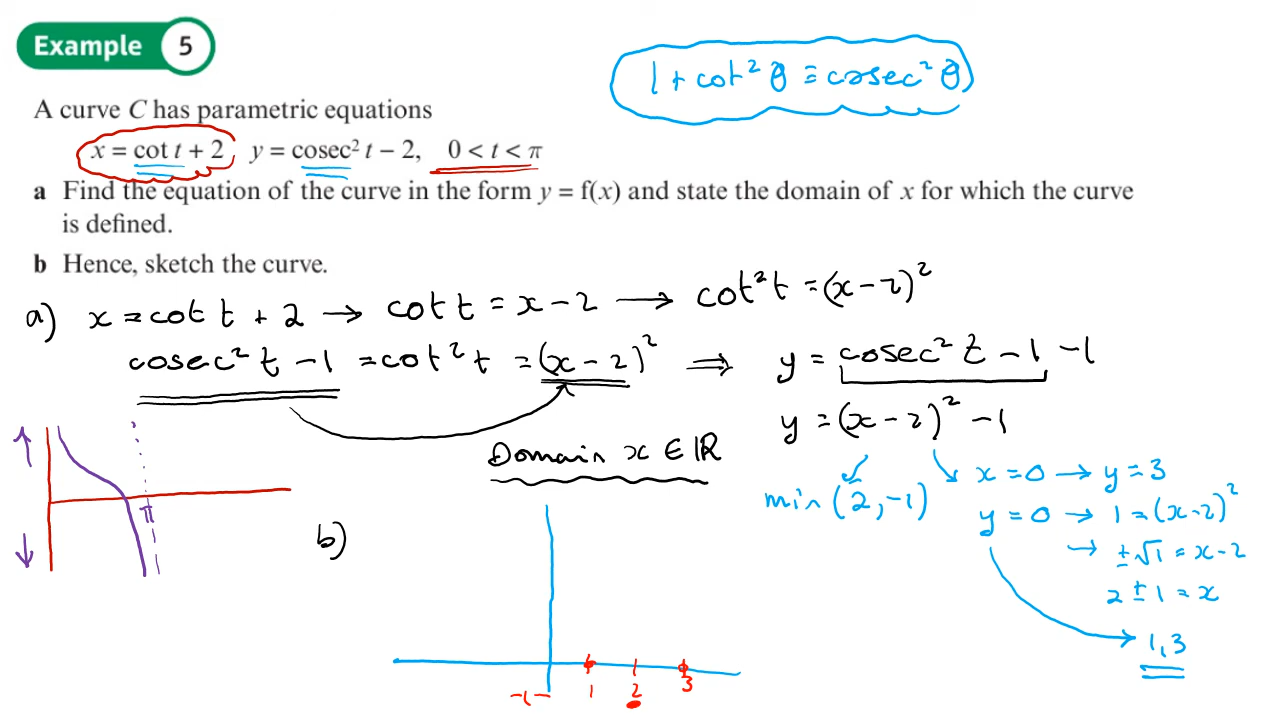 Example 5
1 + cot² θ ≡ cosec² θ
A curve C has parametric equations
x = cot t + 2, y = cosec² t − 2, 0 < t < π
a Find the equation of the curve in the form y = f(x) and state the domain of x for which the curve
is defined.
b Hence, sketch the curve.
a) x = cot t + 2 → cot t = x − 2 → cot² t = (x − 2)²
cosec² t − 1 = cot² t = (x − 2)² ⇒ y = cosec² t − 1 − 1
y = (x − 2)² − 1
Domain x ∈ ℝ
min (2, −1)
x = 0 → y = 3
y = 0 → 1 = (x − 2)²
→ ±√1 = x − 2
2 ± 1 = x
1, 3
π
b)
−1
1 2 3